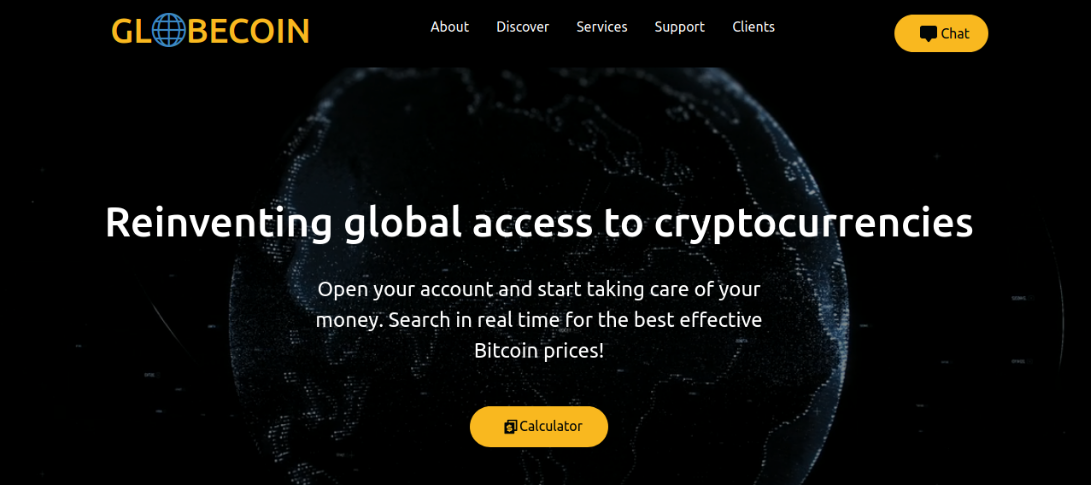 GLOBECOIN
About Discover Services Support Clients
Chat
Reinventing global access to cryptocurrencies
Open your account and start taking care of your
money. Search in real time for the best effective
Bitcoin prices!
Calculator